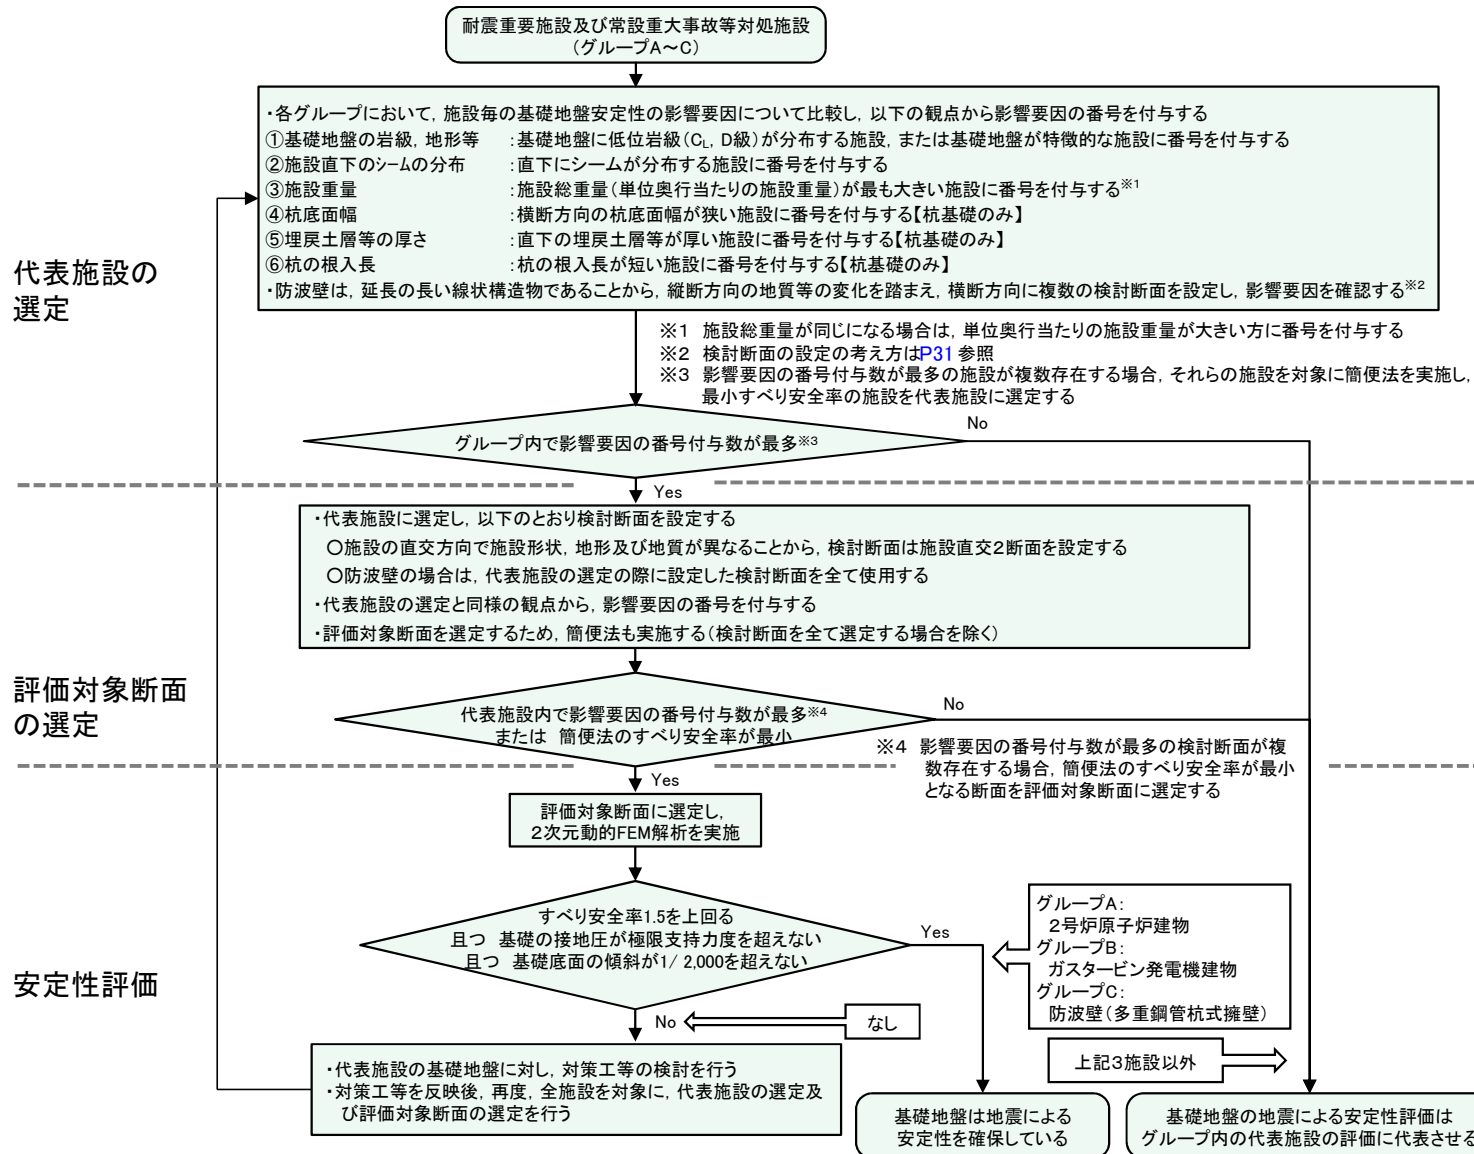 耐震重要施設及び常設重大事故等対処施設
（グループA～C）
・各グループにおいて，施設毎の基礎地盤安定性の影響要因について比較し，以下の観点から影響要因の番号を付与する
①基礎地盤の岩級，地形等　：基礎地盤に低位岩級（CL，D級）が分布する施設，または基礎地盤が特徴的な施設に番号を付与する
②施設直下のシームの分布　：直下にシームが分布する施設に番号を付与する
③施設重量　：施設総重量（単位奥行当たりの施設重量）が最も大きい施設に番号を付与する※1
④杭底面幅　：横断方向の杭底面幅が狭い施設に番号を付与する【杭基礎のみ】
⑤埋戻土層等の厚さ　：直下の埋戻土層等が厚い施設に番号を付与する【杭基礎のみ】
⑥杭の根入長　：杭の根入長が短い施設に番号を付与する【杭基礎のみ】
・防波壁は，延長の長い線状構造物であることから，縦断方向の地質等の変化を踏まえ，横断方向に複数の検討断面を設定し，影響要因を確認する※2
代表施設の
選定
※1　施設総重量が同じになる場合は，単位奥行当たりの施設重量が大きい方に番号を付与する
※2　検討断面の設定の考え方はP31 参照
※3　影響要因の番号付与数が最多の施設が複数存在する場合，それらの施設を対象に簡便法を実施し，
最小すべり安全率の施設を代表施設に選定する
グループ内で影響要因の番号付与数が最多※3
No
Yes
・代表施設に選定し，以下のとおり検討断面を設定する
○施設の直交方向で施設形状，地形及び地質が異なることから，検討断面は施設直交２断面を設定する
○防波壁の場合は，代表施設の選定の際に設定した検討断面を全て使用する
・代表施設の選定と同様の観点から，影響要因の番号を付与する
・評価対象断面を選定するため，簡便法も実施する（検討断面を全て選定する場合を除く）
評価対象断面
の選定
代表施設内で影響要因の番号付与数が最多※4
または　簡便法のすべり安全率が最小
No
※4　影響要因の番号付与数が最多の検討断面が複
数存在する場合，簡便法のすべり安全率が最小
となる断面を評価対象断面に選定する
Yes
評価対象断面に選定し，
２次元動的FEM解析を実施
安定性評価
すべり安全率1.5を上回る
且つ　基礎の接地圧が極限支持力度を超えない
且つ　基礎底面の傾斜が1/ 2,000を超えない
Yes
グループA：
２号炉原子炉建物
グループB：
ガスタービン発電機建物
グループC：
防波壁（多重鋼管杭式擁壁）
No
なし
上記３施設以外
・代表施設の基礎地盤に対し，対策工等の検討を行う
・対策工等を反映後，再度，全施設を対象に，代表施設の選定及
び評価対象断面の選定を行う
基礎地盤は地震による
安定性を確保している
基礎地盤の地震による安定性評価は
グループ内の代表施設の評価に代表させる